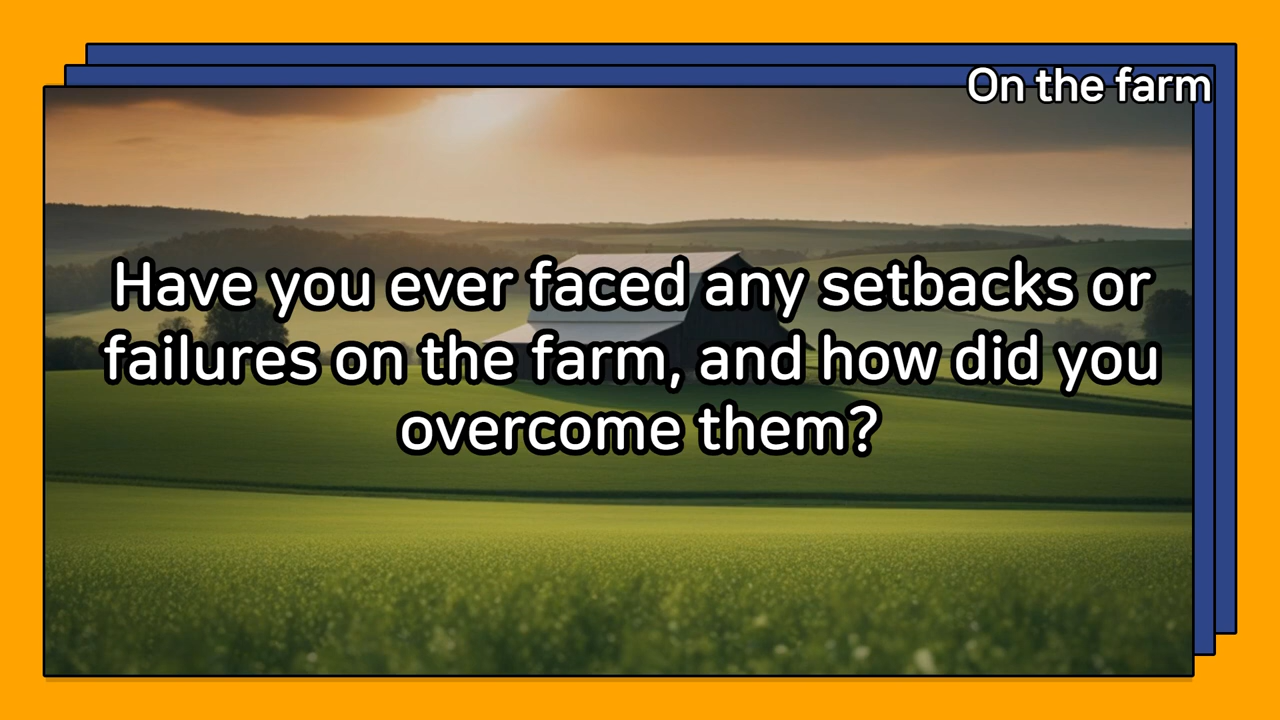 On the farm
Have you ever faced any setbacks or
failures on the farm, and how did you
overcome them?